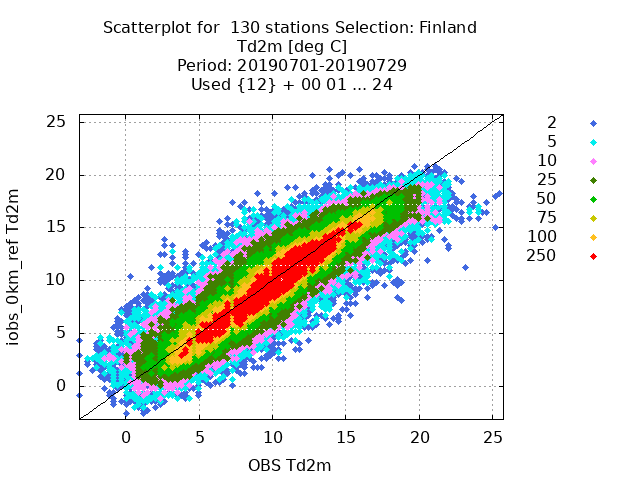 Scatterplot for  130 stations Selection: Finland
Td2m [deg C]
Period: 20190701-20190729
Used {12} + 00 01 ... 24
25
20
15
10
5
0
iobs_0km_ref Td2m
0 5 10 15 20 25
OBS Td2m
2
5
10
25
50
75
100
250